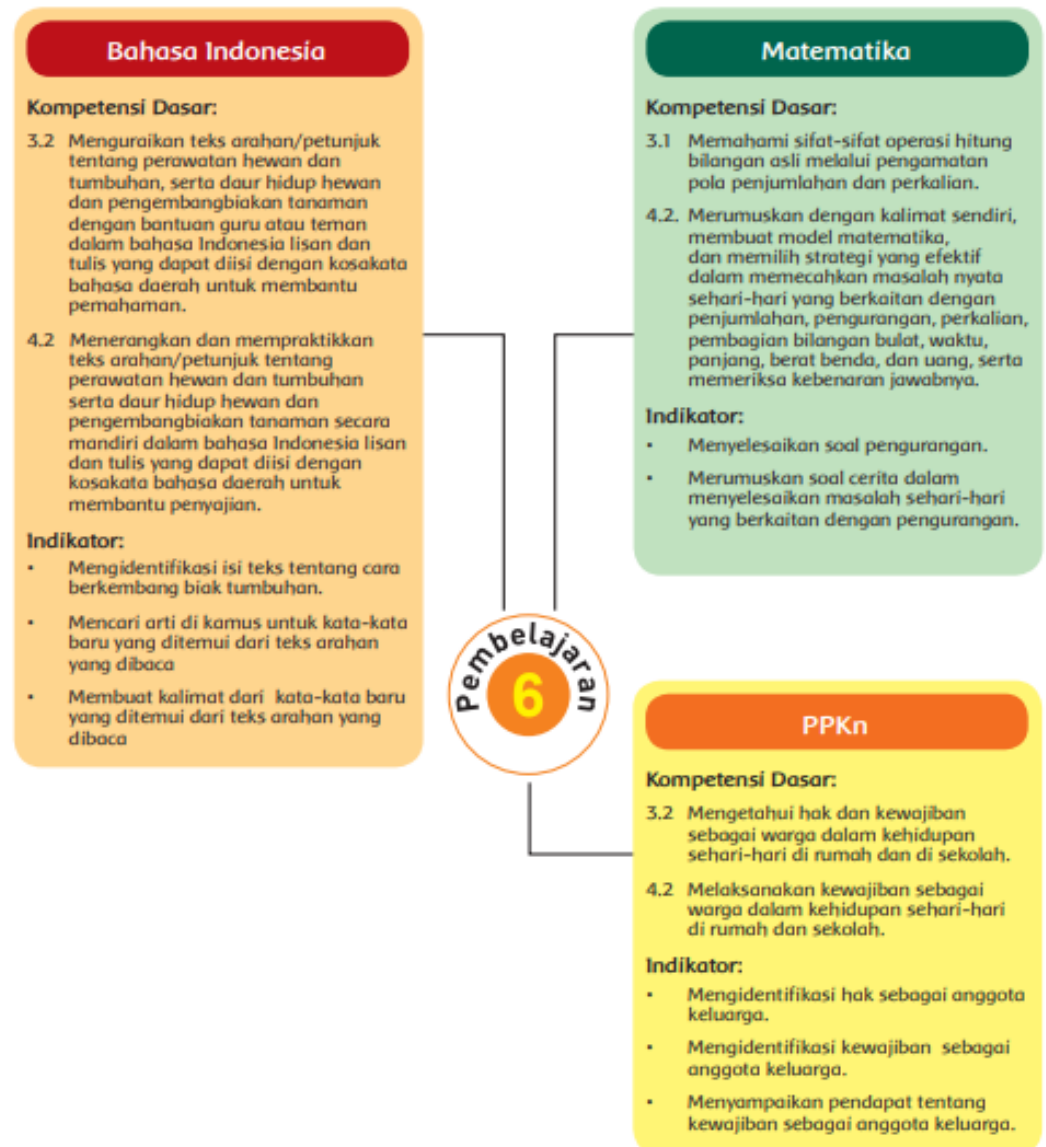 Bahasa Indonesia
Kompetensi Dasar:
3.2 Menguraikan teks arahan/petunjuk
tentang perawatan hewan dan
tumbuhan, serta daur hidup hewan
dan pengembangbiakan tanaman
dengan bantuan guru atau teman
dalam bahasa Indonesia lisan dan
tulis yang dapat diisi dengan kosakata
bahasa daerah untuk membantu
pemahaman.
4.2 Menerangkan dan mempraktikkan
teks arahan/petunjuk tentang
perawatan hewan dan tumbuhan
serta daur hidup hewan dan
pengembangbiakan tanaman secara
mandiri dalam bahasa Indonesia lisan
dan tulis yang dapat diisi dengan
kosakata bahasa daerah untuk
membantu penyajian.
Indikator:
• Mengidentifikasi isi teks tentang cara
berkembang biak tumbuhan.
• Mencari arti di kamus untuk kata-kata
baru yang ditemui dari teks arahan
yang dibaca
• Membuat kalimat dari kata-kata baru
yang ditemui dari teks arahan yang
dibaca
Matematika
Kompetensi Dasar:
3.1 Memahami sifat-sifat operasi hitung
bilangan asli melalui pengamatan
pola penjumlahan dan perkalian.
4.2. Merumuskan dengan kalimat sendiri,
membuat model matematika,
dan memilih strategi yang efektif
dalam memecahkan masalah nyata
sehari-hari yang berkaitan dengan
penjumlahan, pengurangan, perkalian,
pembagian bilangan bulat, waktu,
panjang, berat benda, dan uang, serta
memeriksa kebenaran jawabnya.
Indikator:
• Menyelesaikan soal pengurangan.
• Merumuskan soal cerita dalam
menyelesaikan masalah sehari-hari
yang berkaitan dengan pengurangan.
Pembelajaran
6
PPKn
Kompetensi Dasar:
3.2 Mengetahui hak dan kewajiban
sebagai warga dalam kehidupan
sehari-hari di rumah dan di sekolah.
4.2 Melaksanakan kewajiban sebagai
warga dalam kehidupan sehari-hari
di rumah dan sekolah.
Indikator:
• Mengidentifikasi hak sebagai anggota
keluarga.
• Mengidentifikasi kewajiban sebagai
anggota keluarga.
• Menyampaikan pendapat tentang
kewajiban sebagai anggota keluarga.